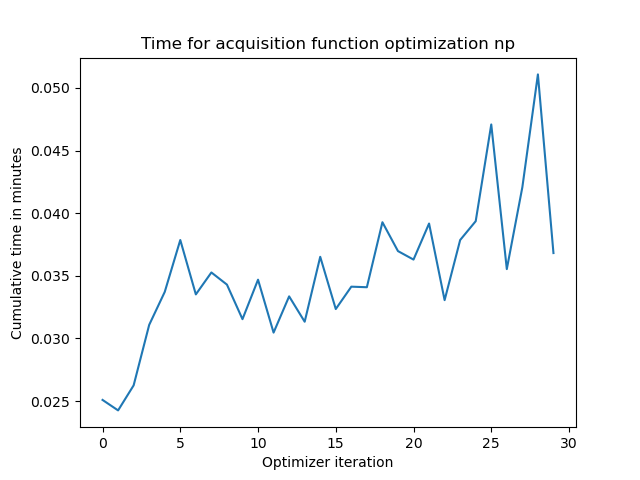 Time for acquisition function optimization np
0.050
0.045
0.040
0.035
0.030
0.025
Cumulative time in minutes
0 5 10 15 20 25 30
Optimizer iteration